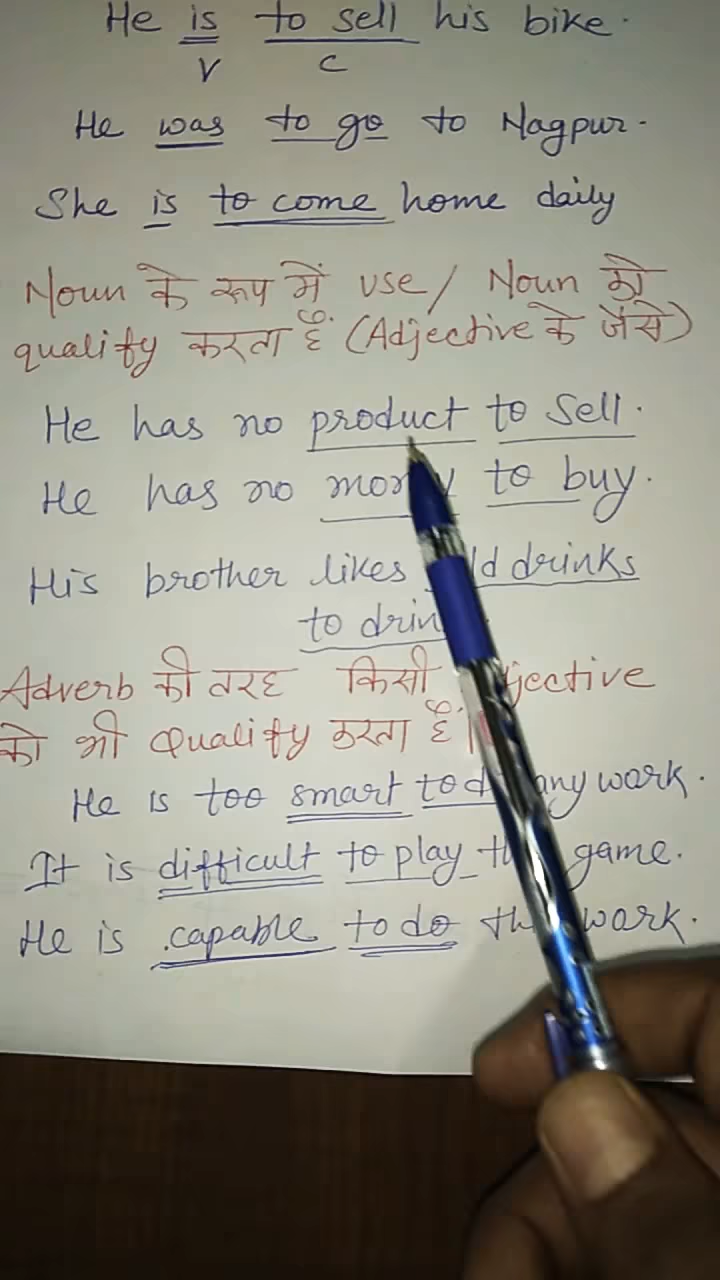 He is to sell his bike.
V C
He was to go to Nagpur.
She is to come home daily
Noun के रूप में use / Noun को
qualify करता है (Adjective के जैसे)
He has no product to sell.
He has no to buy.
His brother likes drinks
to
Adverb की तरह किसी
को भी Qualify करता है।
He is too smart any work.
It is difficult to play game.
He is capable to do work.